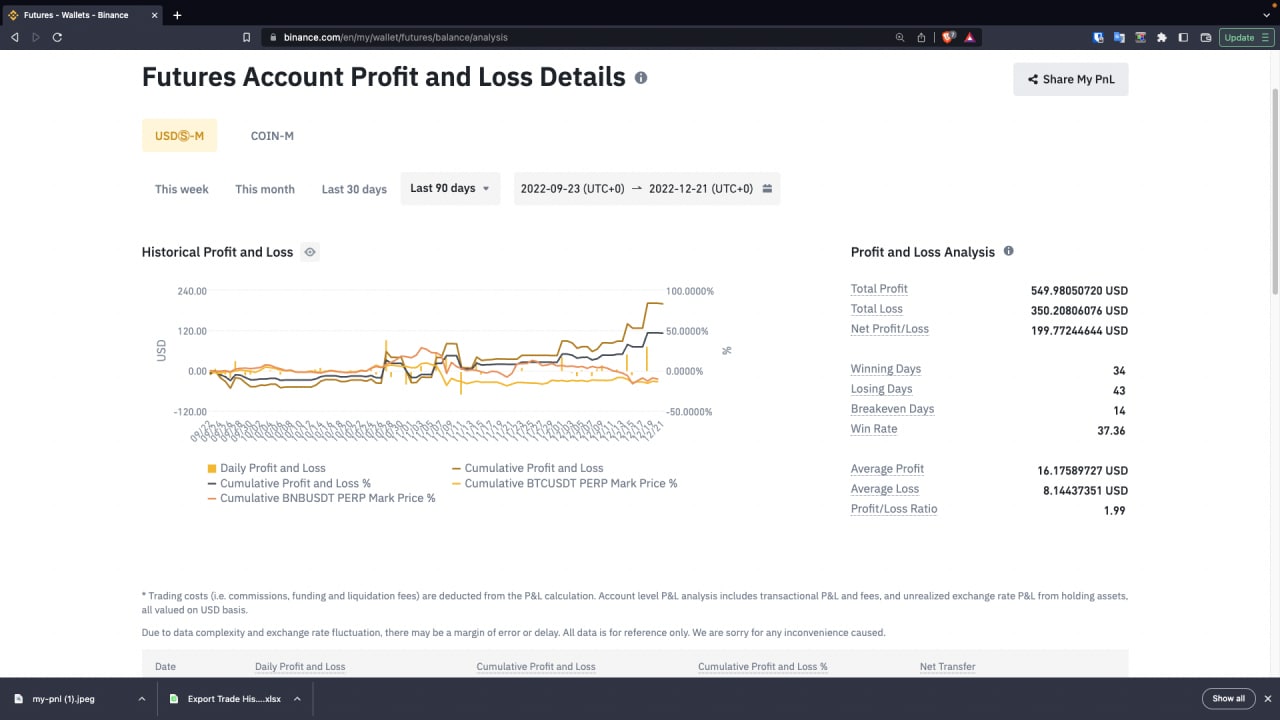 Futures - Wallets - Binance
binance.com/en/my/wallet/futures/balance/analysis
Update
Futures Account Profit and Loss Details
Share My PnL
USDⓈ-M
COIN-M
This week
This month
Last 30 days
Last 90 days
2022-09-23 (UTC+0) → 2022-12-21 (UTC+0)
Historical Profit and Loss
240.00
120.00
0.00
-120.00
USD
100.0000%
50.0000%
0.0000%
-50.0000%
%
Daily Profit and Loss
Cumulative Profit and Loss
Cumulative Profit and Loss %
Cumulative BTCUSDT PERP Mark Price %
Cumulative BNBUSDT PERP Mark Price %
Profit and Loss Analysis
Total Profit 549.98050720 USD
Total Loss 350.20806076 USD
Net Profit/Loss 199.77244644 USD
Winning Days 34
Losing Days 43
Breakeven Days 14
Win Rate 37.36
Average Profit 16.17589727 USD
Average Loss 8.14437351 USD
Profit/Loss Ratio 1.99
* Trading costs (i.e. commissions, funding and liquidation fees) are deducted from the P&L calculation. Account level P&L analysis includes transactional P&L and fees, and unrealized exchange rate P&L from holding assets,
all valued on USD basis.
Due to data complexity and exchange rate fluctuation, there may be a margin of error or delay. All data is for reference only. We are sorry for any inconvenience caused.
Date Daily Profit and Loss Cumulative Profit and Loss Cumulative Profit and Loss % Net Transfer
my-pnl (1).jpeg
Export Trade His....xlsx
Show all